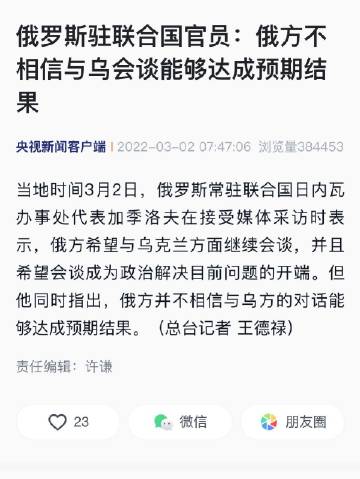 俄罗斯驻联合国官员：俄方不
相信与乌会谈能够达成预期结
果
央视新闻客户端 | 2022-03-02 07:47:06 浏览量384453
当地时间3月2日，俄罗斯常驻联合国日内瓦
办事处代表加季洛夫在接受媒体采访时表
示，俄方希望与乌克兰方面继续会谈，并且
希望会谈成为政治解决目前问题的开端。但
他同时指出，俄方并不相信与乌方的对话能
够达成预期结果。（总台记者 王德禄）
责任编辑：许谦
23 微信 朋友圈